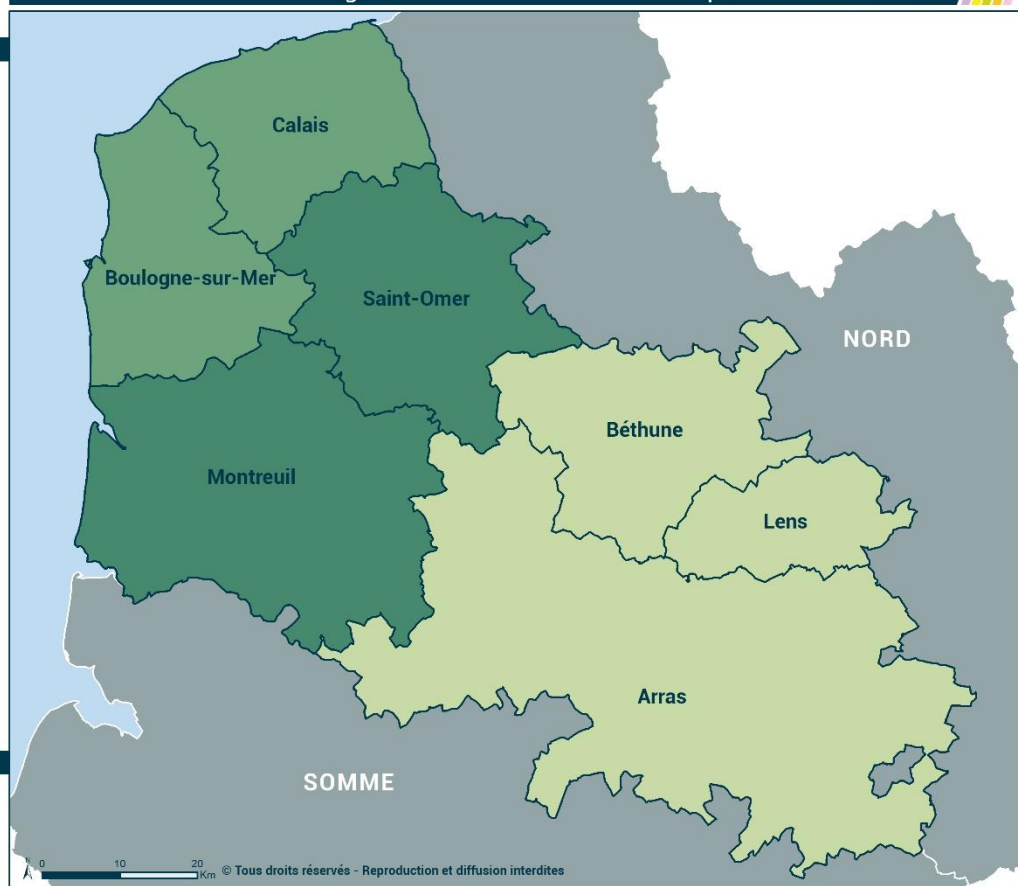 Calais
Boulogne-sur-Mer
Saint-Omer
NORD
Béthune
Montreuil
Lens
Arras
SOMME
N
0 10 20
Km
© Tous droits réservés - Reproduction et diffusion interdites